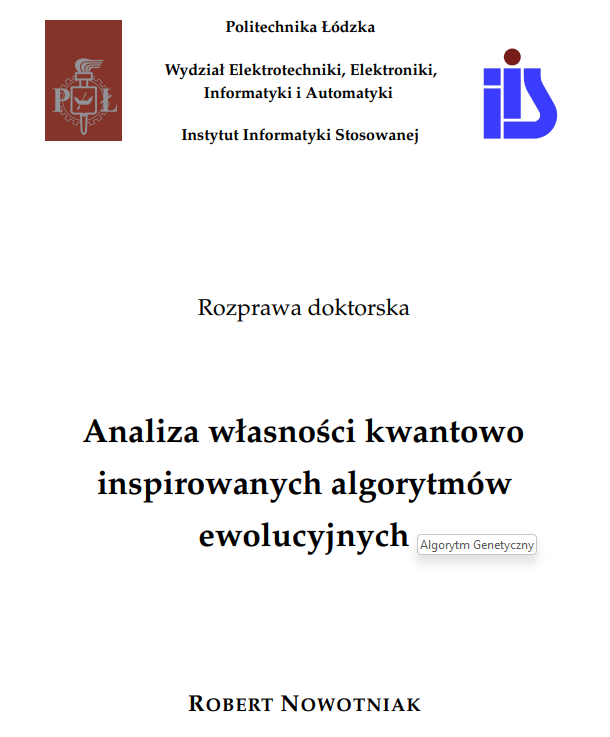 Politechnika Łódzka
Wydział Elektrotechniki, Elektroniki,
Informatyki i Automatyki
Instytut Informatyki Stosowanej
P Ł
IIS
Rozprawa doktorska
Analiza własności kwantowo
inspirowanych algorytmów
ewolucyjnych
Algorytm Genetyczny
ROBERT NOWOTNIAK